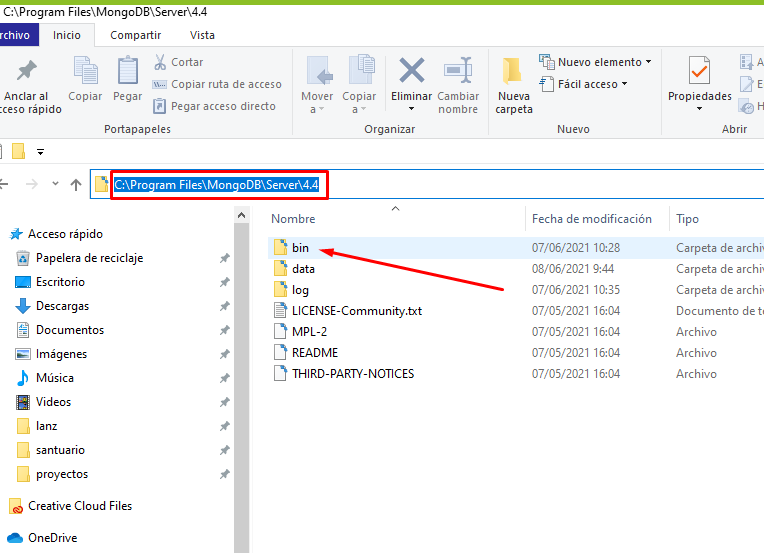 C:\Program Files\MongoDB\Server\4.4
rchivo Inicio Compartir Vista
Anclar al
ceso rápido
Copiar
Pegar
Cortar
Copiar ruta de acceso
Pegar acceso directo
Portapapeles
Mover
a
Copiar
a
Eliminar
Cambiar
nombre
Organizar
Nueva
carpeta
Nuevo elemento
Fácil acceso
Nuevo
Propiedades
A
E
H
Abrir
C:\Program Files\MongoDB\Server\4.4
Acceso rápido
Papelera de reciclaje
Escritorio
Descargas
Documentos
Imágenes
Música
Videos
lanz
santuario
proyectos
Creative Cloud Files
OneDrive
Nombre Fecha de modificación Tipo
bin 07/06/2021 10:28 Carpeta de archi
data 08/06/2021 9:44 Carpeta de archi
log 07/06/2021 10:35 Carpeta de archi
LICENSE-Community.txt 07/05/2021 16:04 Documento de te
MPL-2 07/05/2021 16:04 Archivo
README 07/05/2021 16:04 Archivo
THIRD-PARTY-NOTICES 07/05/2021 16:04 Archivo